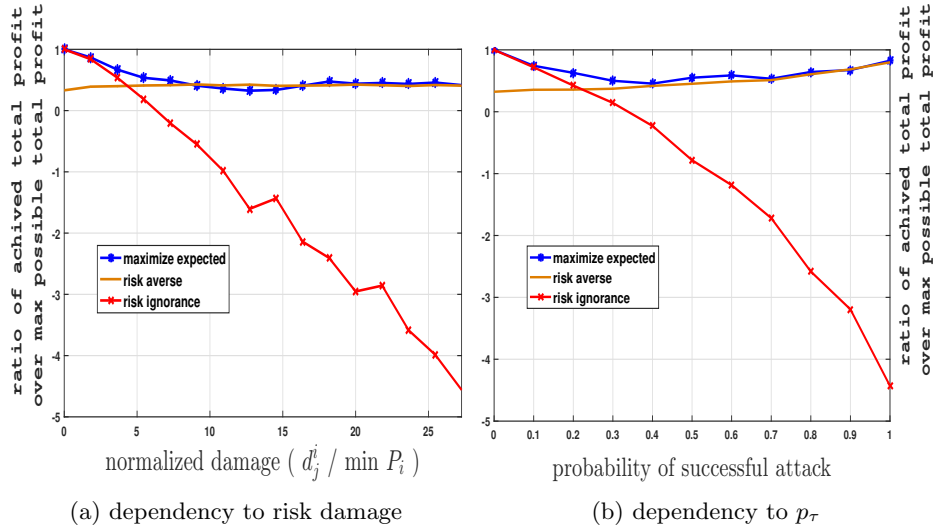 ratio of achived total profit
over max possible total profit
1
0
-1
-2
-3
-4
-5
0 5 10 15 20 25
maximize expected
risk averse
risk ignorance
normalized damage ( d_j^i / min P_i )
(a) dependency to risk damage
1
0
-1
-2
-3
-4
-5
0 0.1 0.2 0.3 0.4 0.5 0.6 0.7 0.8 0.9 1
maximize expected
risk averse
risk ignorance
ratio of achived total profit
over max possible total profit
probability of successful attack
(b) dependency to p_τ